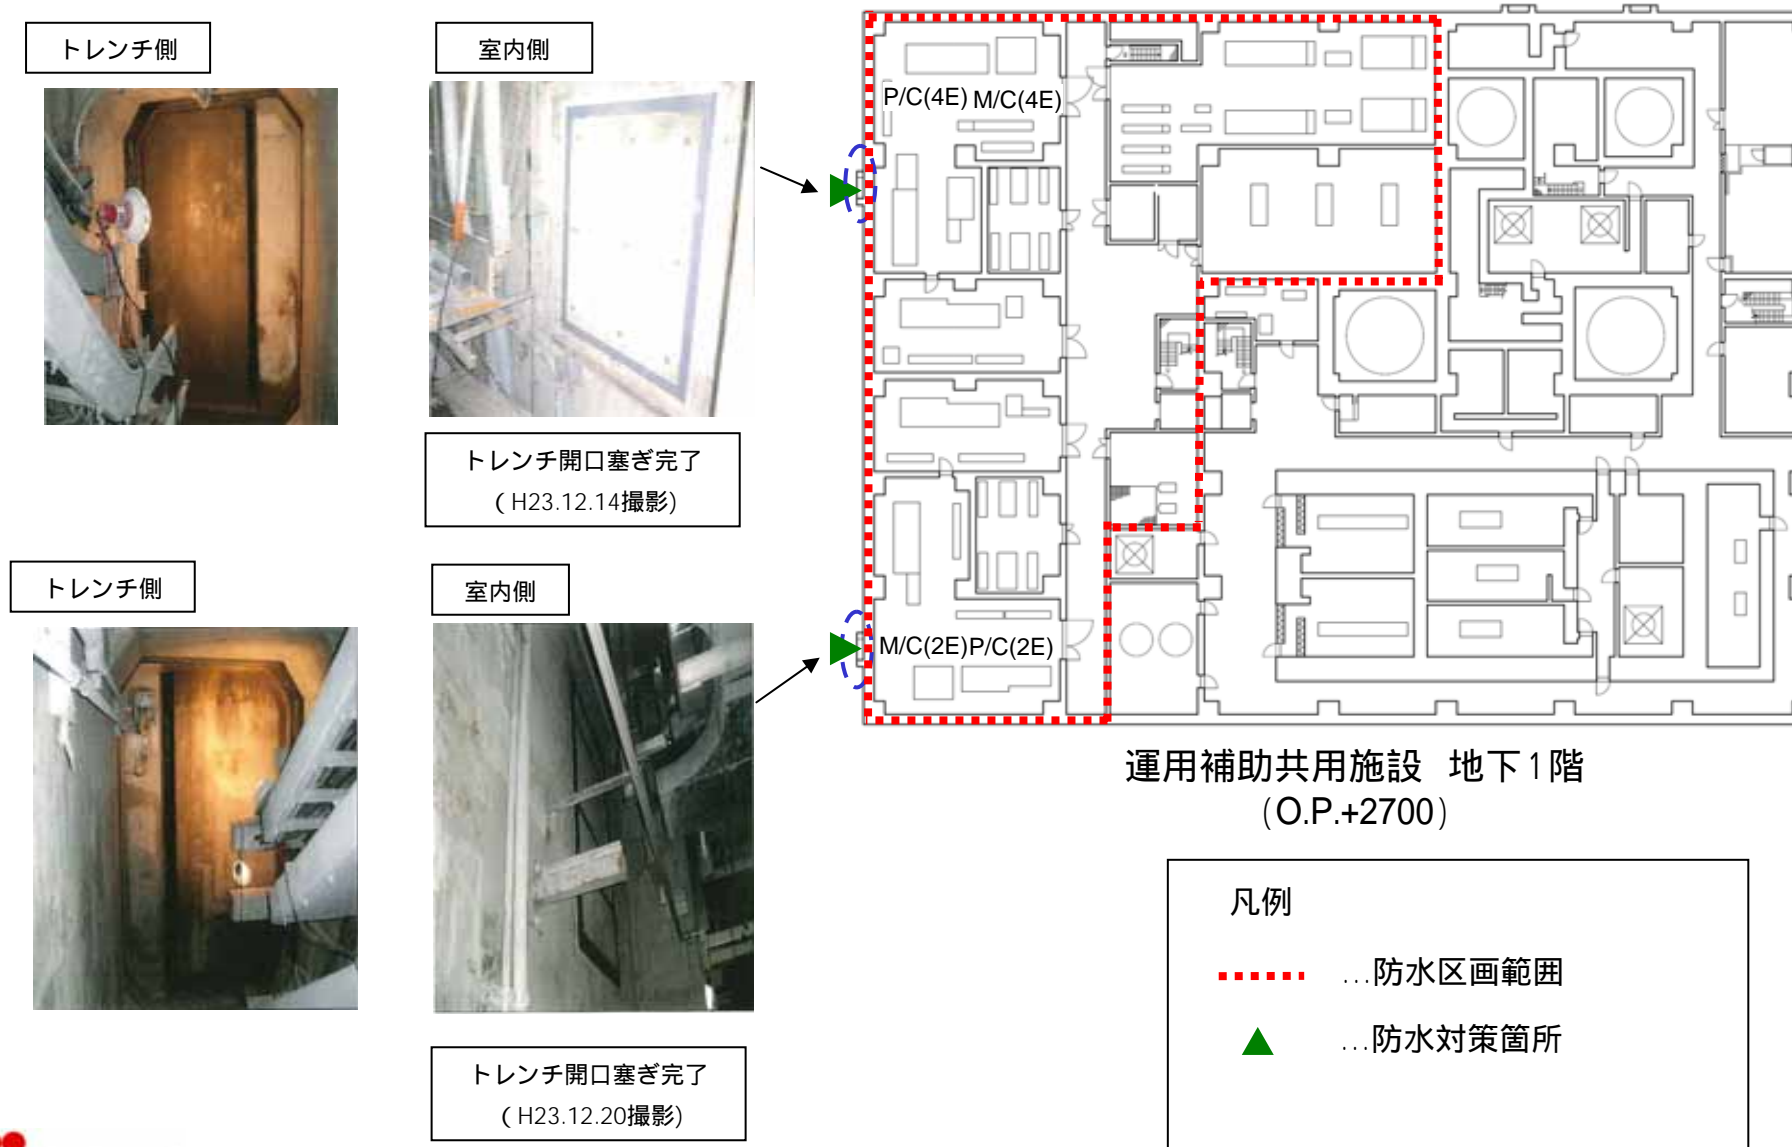 トレンチ側
室内側
トレンチ開口塞ぎ完了
（H23.12.14撮影)
トレンチ側
室内側
トレンチ開口塞ぎ完了
（H23.12.20撮影)
P/C(4E) M/C(4E)
M/C(2E)P/C(2E)
運用補助共用施設 地下1階
(O.P.+2700)
凡例
…防水区画範囲
…防水対策箇所